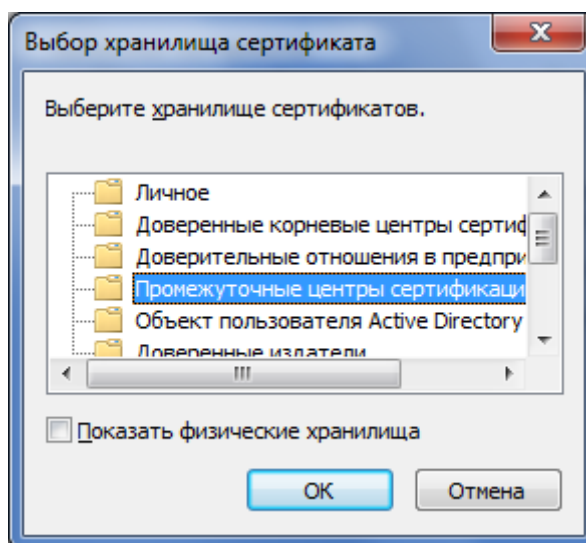 Выбор хранилища сертификата
Выберите хранилище сертификатов.
Личное
Доверенные корневые центры сертиф
Доверительные отношения в предпри
Промежуточные центры сертификаци
Объект пользователя Active Directory
Доверенные издатели
Показать физические хранилища
ОК
Отмена